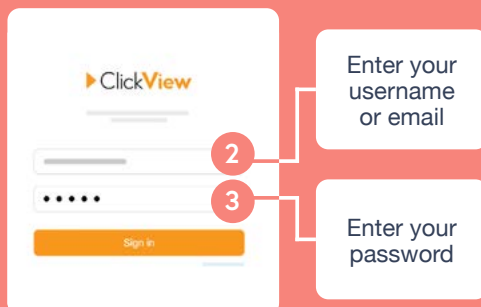 ClickView
2
3
Sign in
Enter your
username
or email
Enter your
password